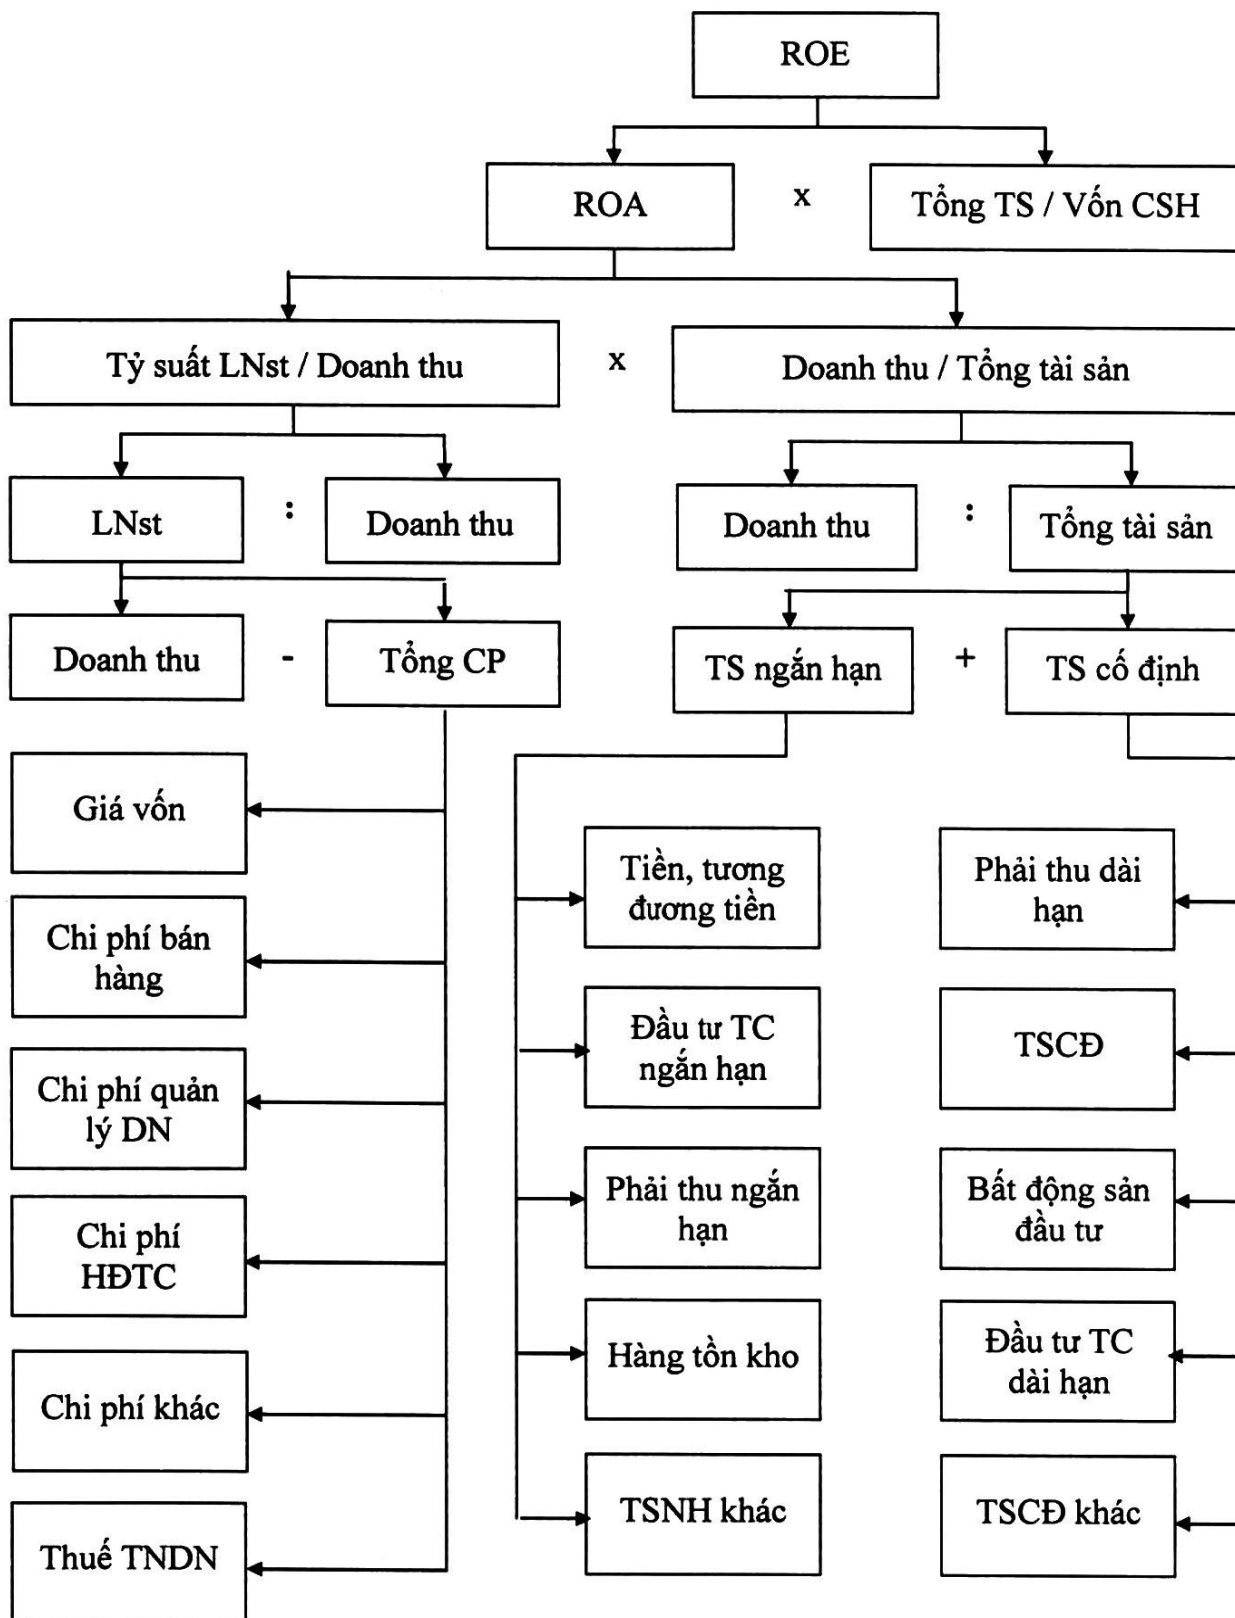 ROE
ROA
x
Tổng TS / Vốn CSH
Tỷ suất LNst / Doanh thu
x
Doanh thu / Tổng tài sản
LNst
:
Doanh thu
Doanh thu
:
Tổng tài sản
Doanh thu
-
Tổng CP
TS ngắn hạn
+
TS cố định
Giá vốn
Chi phí bán
hàng
Chi phí quản
lý DN
Chi phí
HĐTC
Chi phí khác
Thuế TNDN
Tiền, tương
đương tiền
Đầu tư TC
ngắn hạn
Phải thu ngắn
hạn
Hàng tồn kho
TSNH khác
Phải thu dài
hạn
TSCĐ
Bất động sản
đầu tư
Đầu tư TC
dài hạn
TSCĐ khác